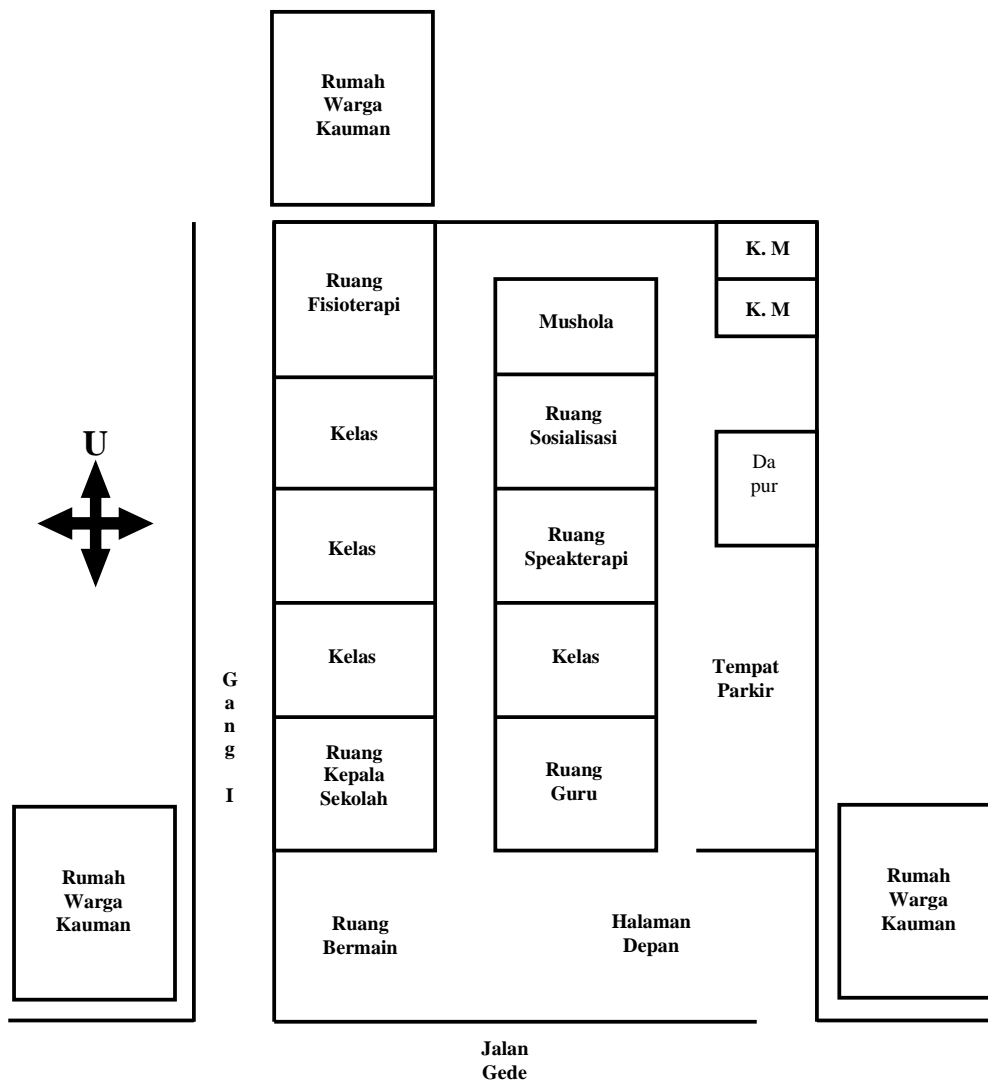 Rumah
Warga
Kauman
K. M
Ruang
Fisioterapi
K. M
Mushola
Kelas
Ruang
Sosialisasi
U
Da
pur
Kelas
Ruang
Speakterapi
Kelas
Kelas
Tempat
Parkir
G
a
n
g
I
Ruang
Kepala
Sekolah
Ruang
Guru
Rumah
Warga
Kauman
Ruang
Bermain
Halaman
Depan
Rumah
Warga
Kauman
Jalan
Gede